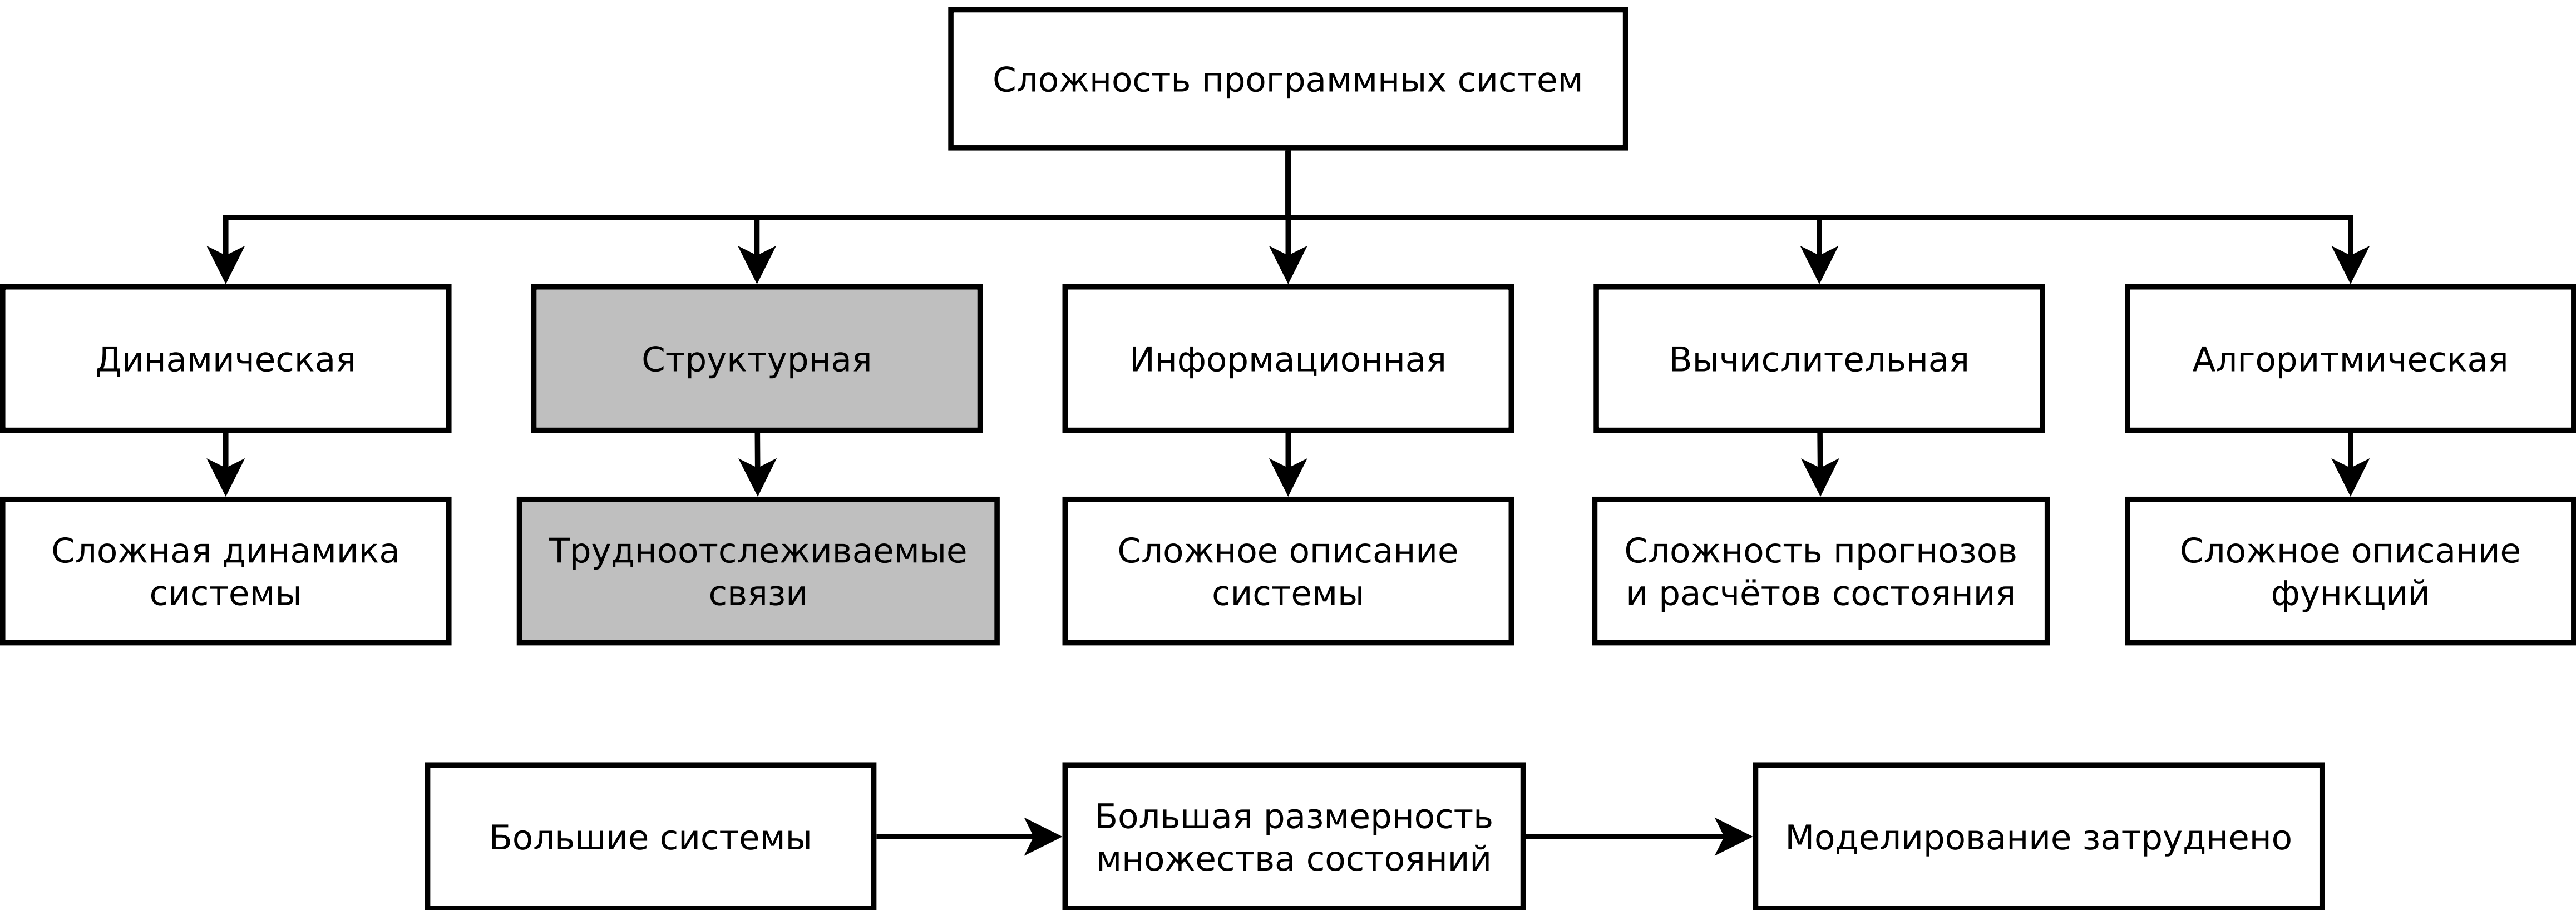 Сложность программных систем
Динамическая
Структурная
Информационная
Вычислительная
Алгоритмическая
Сложная динамика
системы
Трудноотслеживаемые
связи
Сложное описание
системы
Сложность прогнозов
и расчётов состояния
Сложное описание
функций
Большие системы
Большая размерность
множества состояний
Моделирование затруднено